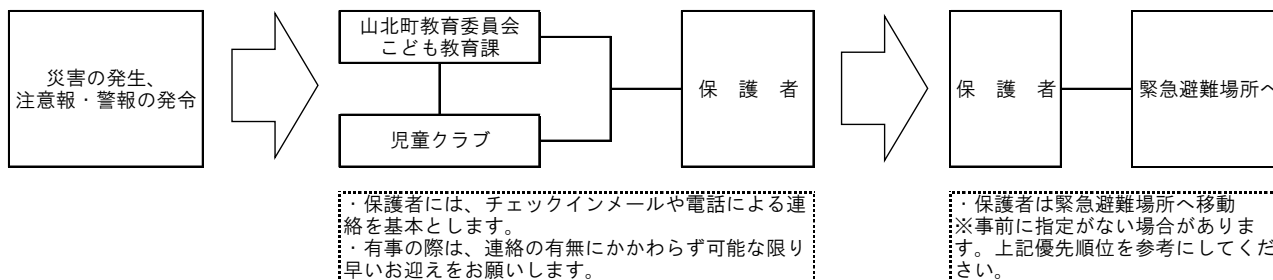 災害の発生、
注意報・警報の発令
山北町教育委員会
こども教育課
児童クラブ
保　護　者
・保護者には、チェックインメールや電話による連
絡を基本とします。
・有事の際は、連絡の有無にかかわらず可能な限り
早いお迎えをお願いします。
保　護　者
緊急避難場所へ
・保護者は緊急避難場所へ移動
※事前に指定がない場合がありま
す。上記優先順位を参考にしてくだ
さい。